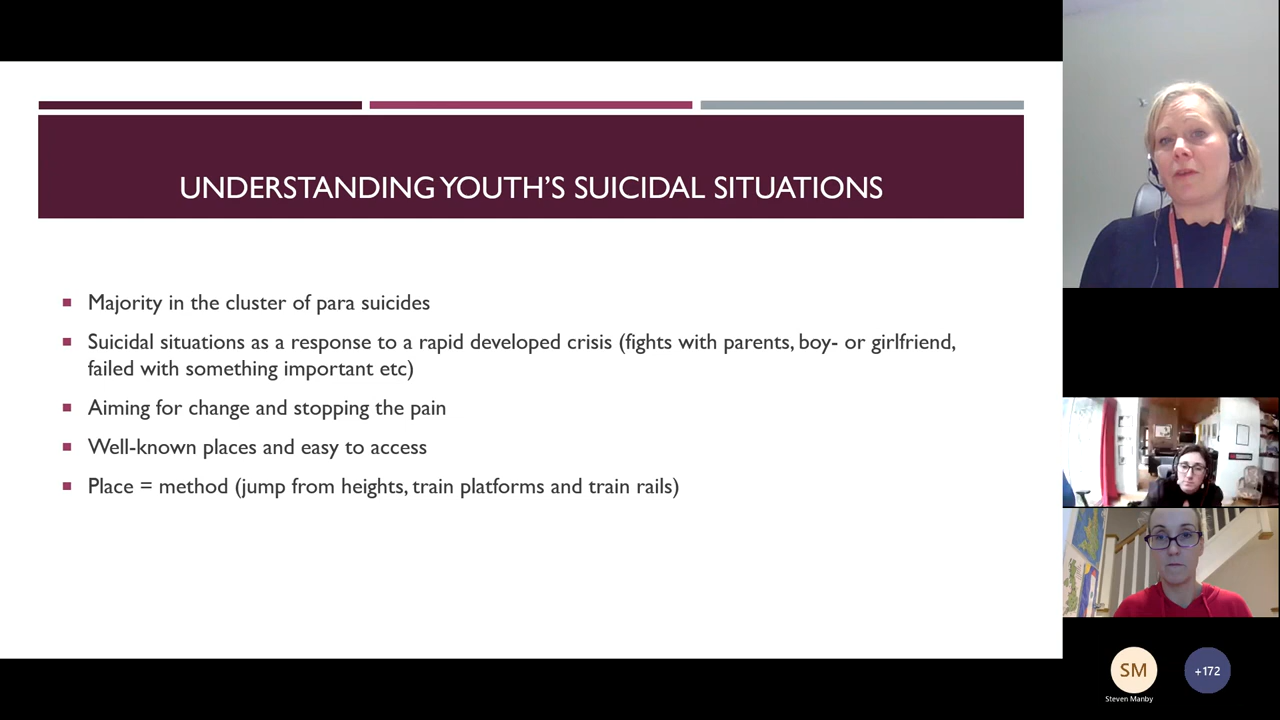 UNDERSTANDING YOUTH'S SUICIDAL SITUATIONS
Majority in the cluster of para suicides
Suicidal situations as a response to a rapid developed crisis (fights with parents, boy- or girlfriend,
failed with something important etc)
Aiming for change and stopping the pain
Well-known places and easy to access
Place = method (jump from heights, train platforms and train rails)
SM
+172
Steven Manby